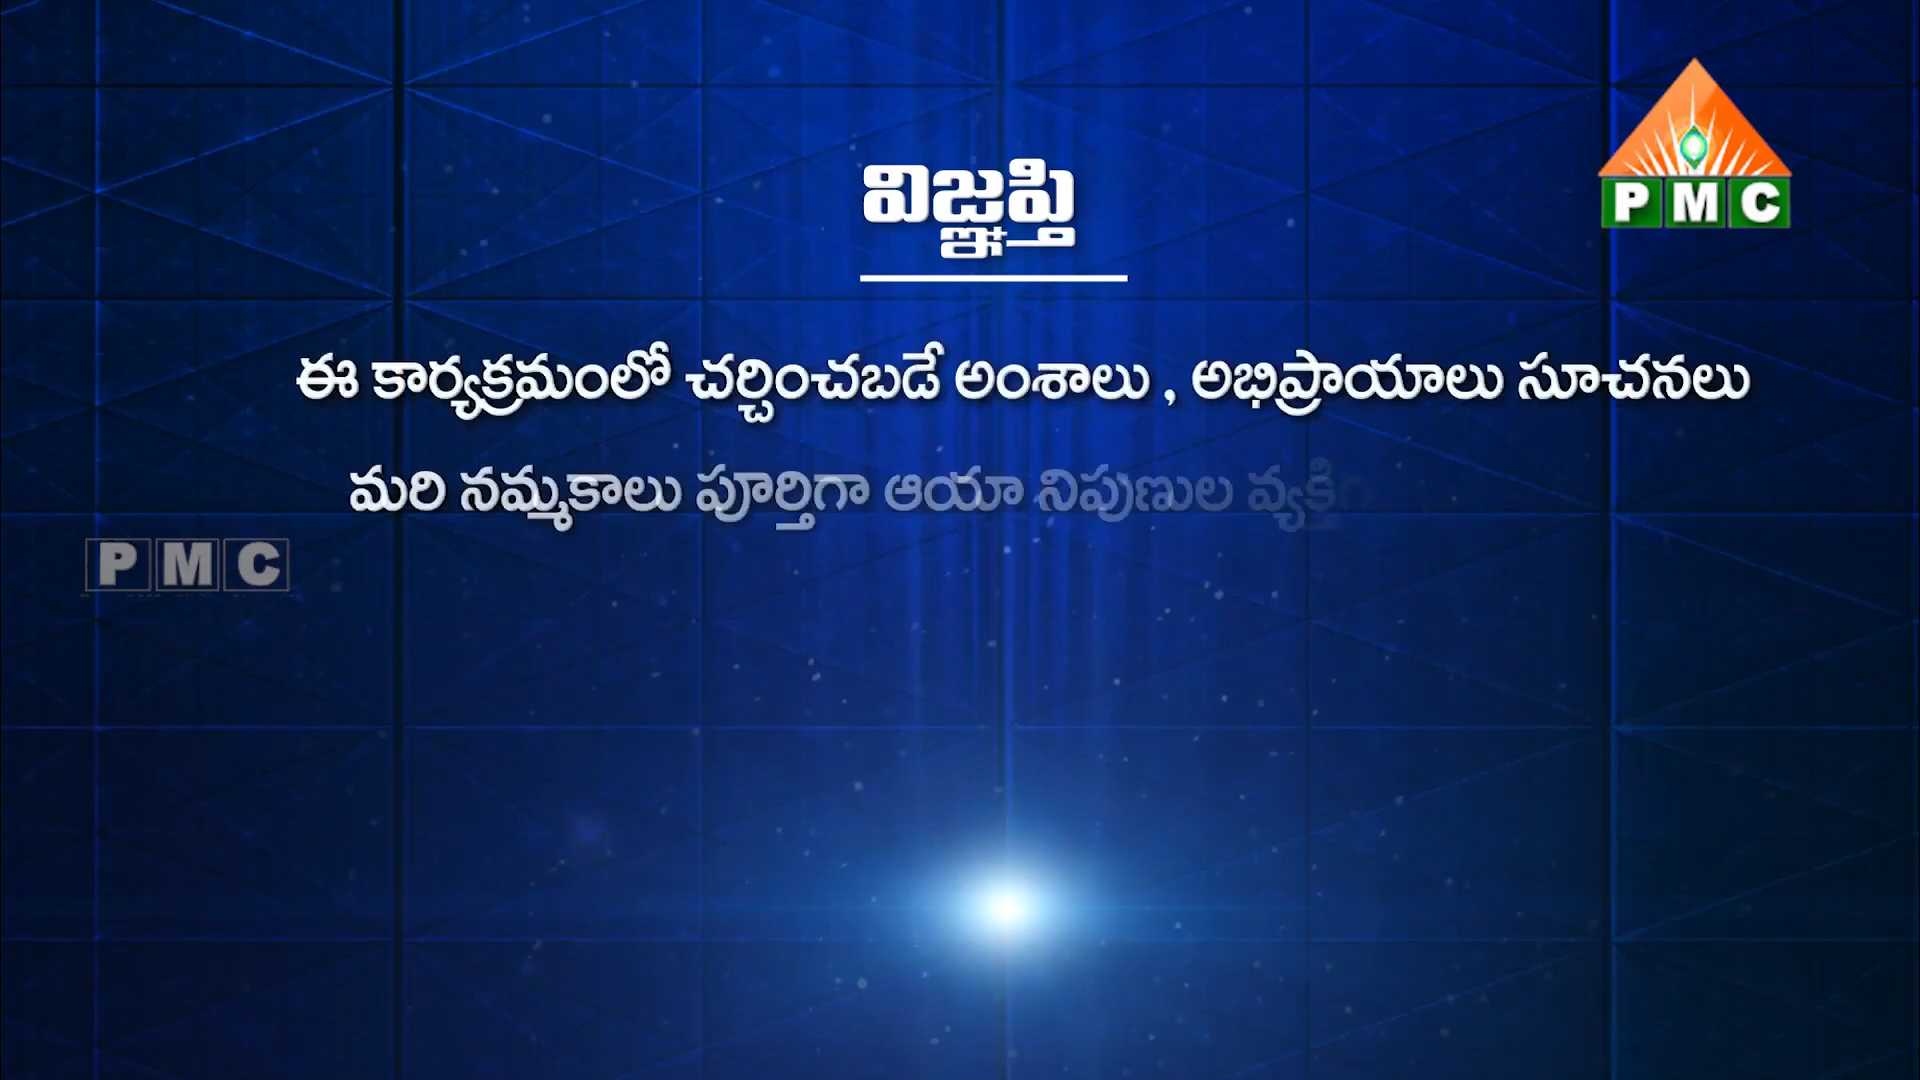 విజ్ఞప్తి
PMC
ఈ కార్యక్రమంలో చర్చించబడే అంశాలు , అభిప్రాయాలు సూచనలు
మరి నమ్మకాలు పూర్తిగా ఆయా నిపుణుల
PMC